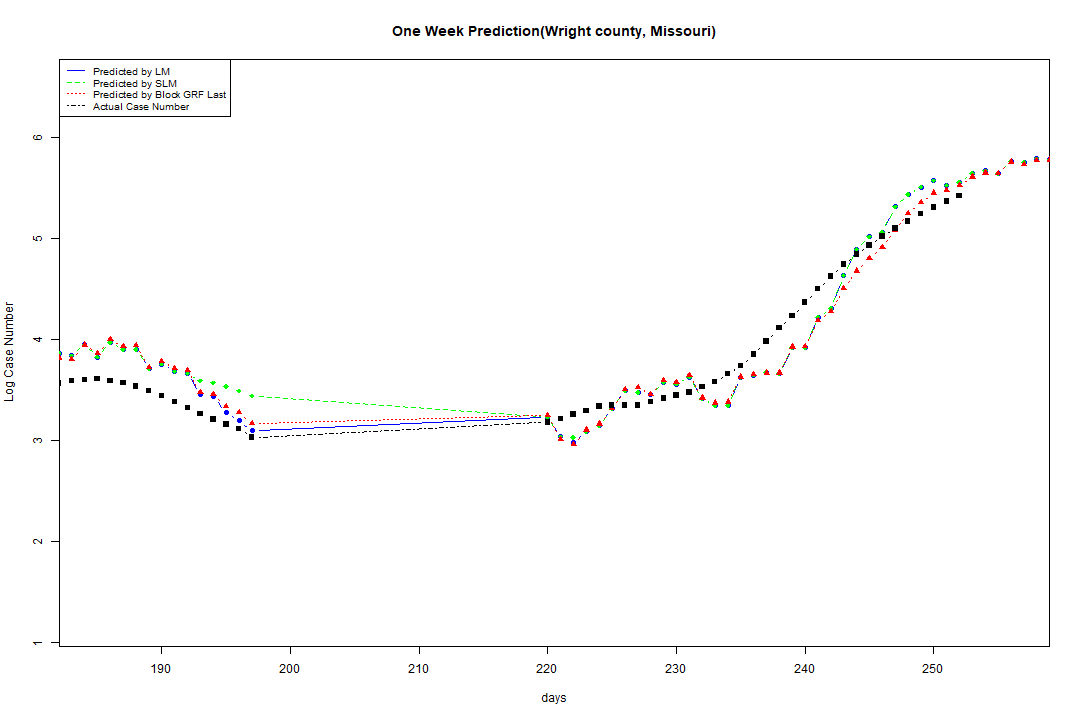 One Week Prediction(Wright county, Missouri)
Predicted by LM
Predicted by SLM
Predicted by Block GRF Last
Actual Case Number
6
5
4
3
2
1
Log Case Number
190 200 210 220 230 240 250
days